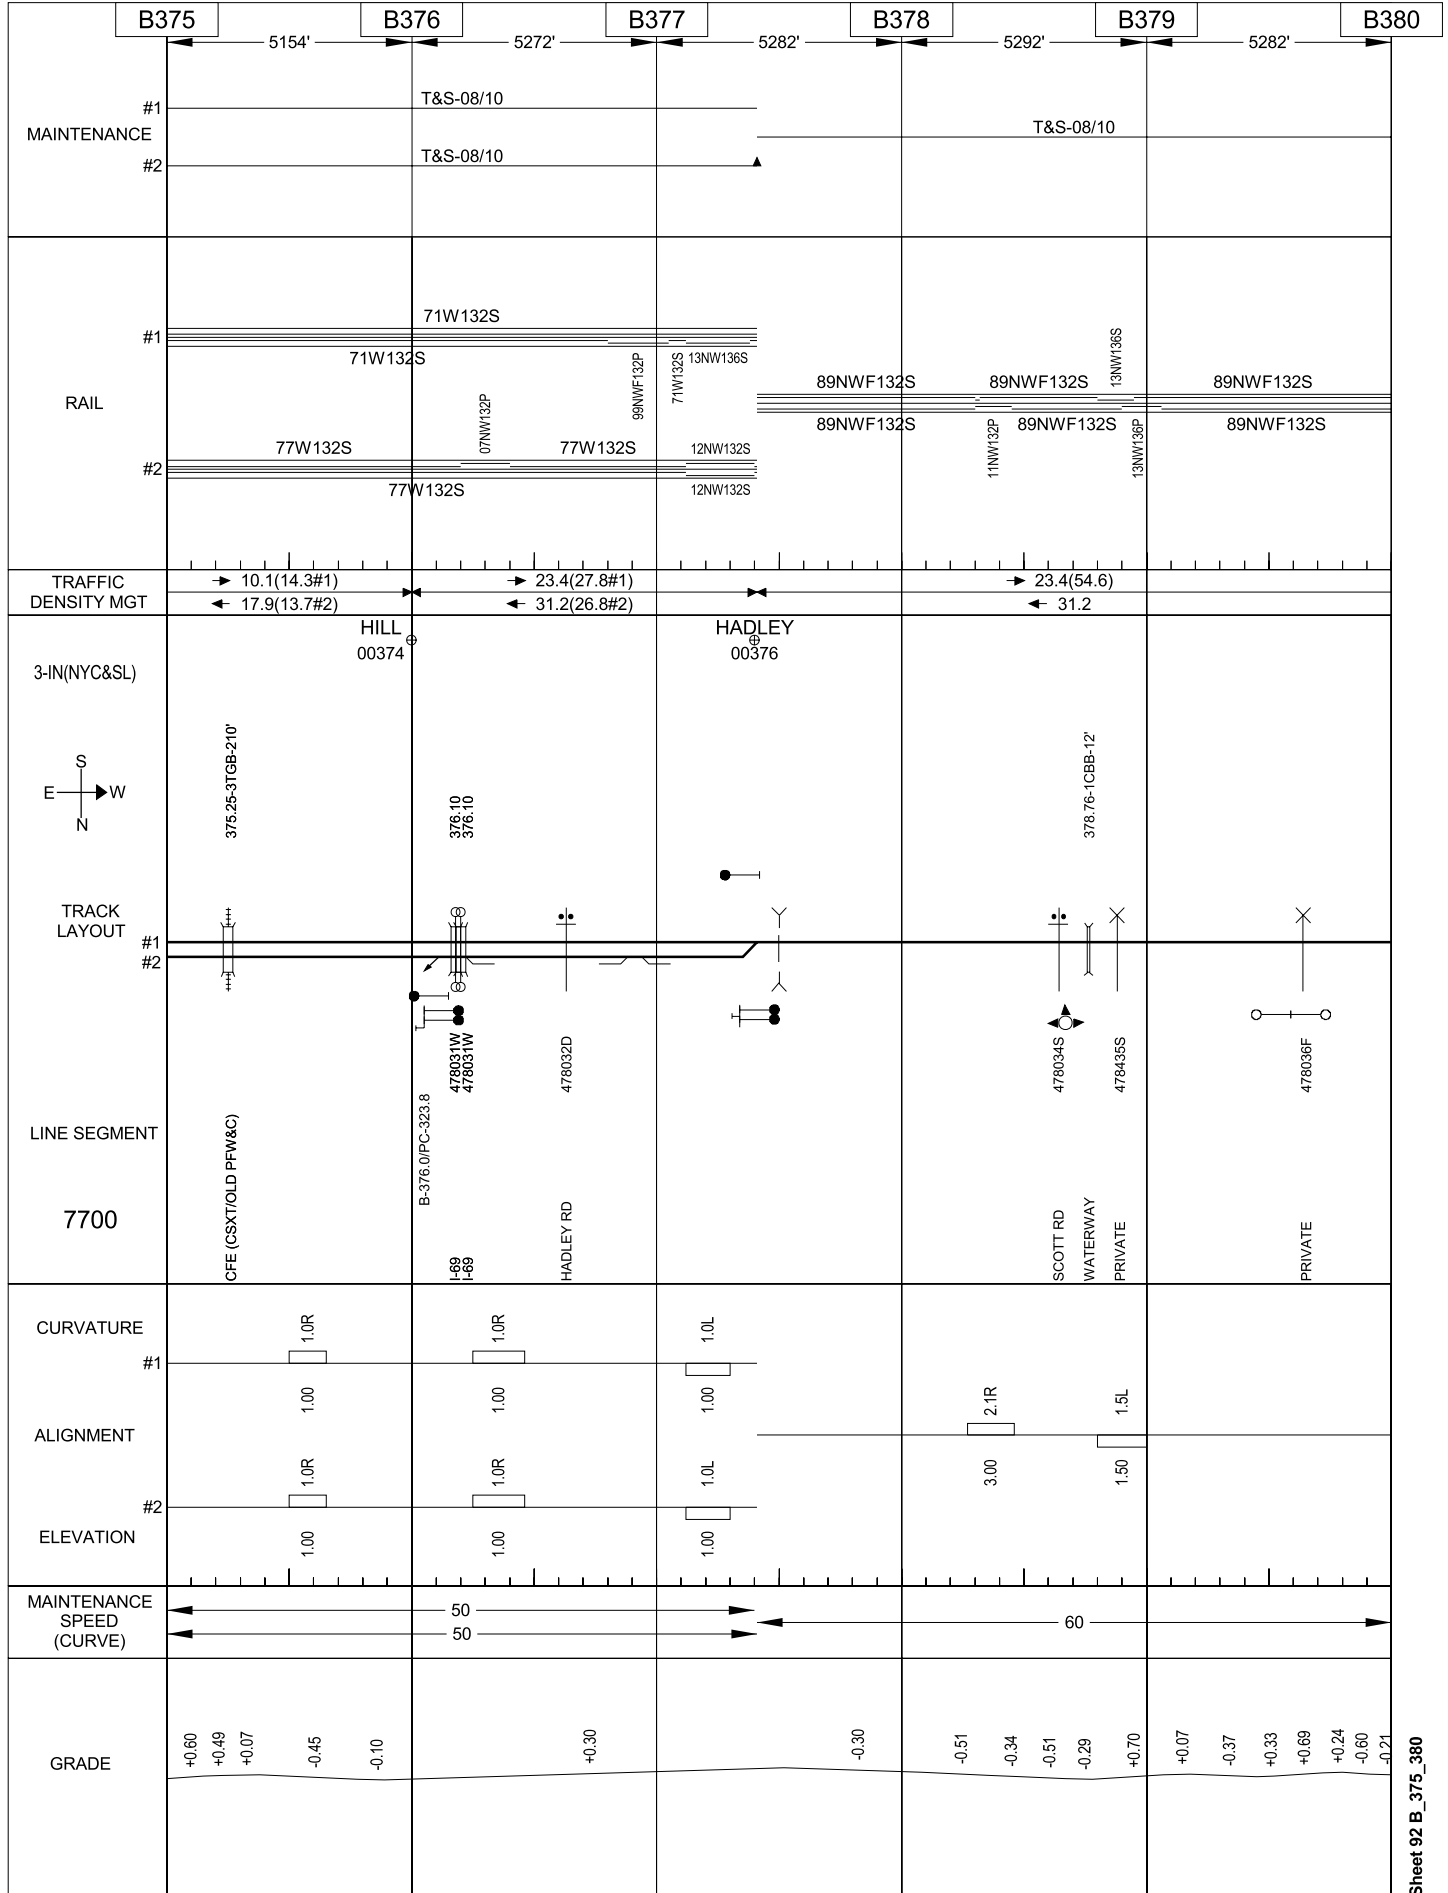 B375 B376 B377 B378 B379 B380
5154' 5272' 5282' 5292' 5282'
#1 T&S-08/10
MAINTENANCE T&S-08/10
#2 T&S-08/10
71W132S
#1
71W132S 99NWF132P 71W132S 13NW136S
13NW136S
RAIL
89NWF132S 89NWF132S 89NWF132S
89NWF132S 89NWF132S 89NWF132S
11NW132P 13NW136P
77W132S 07NW132P 77W132S 12NW132S
#2
77W132S 12NW132S
TRAFFIC
DENSITY MGT
10.1(14.3#1) 23.4(27.8#1) 23.4(54.6)
17.9(13.7#2) 31.2(26.8#2) 31.2
HILL HADLEY
00374 00376
3-IN(NYC&SL)
S
E W
N
375.25-3TGB-210' 376.10 376.10 378.76-1CBB-12'
TRACK
LAYOUT
#1
#2
478031W 478031W 478032D 478034S 478435S 478036F
B-376.0/PC-323.8
LINE SEGMENT
7700
CFE (CSXT/OLD PFW&C) I-69 I-69 HADLEY RD SCOTT RD WATERWAY PRIVATE PRIVATE
CURVATURE
1.0R 1.0R 1.0L
#1
1.00 1.00 1.00
2.1R 1.5L
ALIGNMENT
3.00 1.50
1.0R 1.0R 1.0L
#2
ELEVATION
1.00 1.00 1.00
MAINTENANCE
SPEED
(CURVE)
50
50
60
GRADE
+0.60 +0.49 +0.07 -0.45 -0.10 +0.30 -0.30 -0.51 -0.34 -0.51 -0.29 +0.70 +0.07 -0.37 +0.33 +0.69 +0.24 -0.60 -0.21
Sheet 92 B_375_380